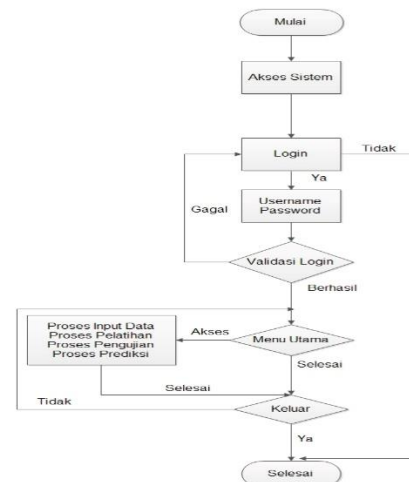 Mulai
Akses Sistem
Login
Tidak
Ya
Username
Password
Gagal
Validasi Login
Berhasil
Proses Input Data
Proses Pelatihan
Proses Pengujian
Proses Prediksi
Akses
Menu Utama
Selesai
Selesai
Tidak
Keluar
Ya
Selesai